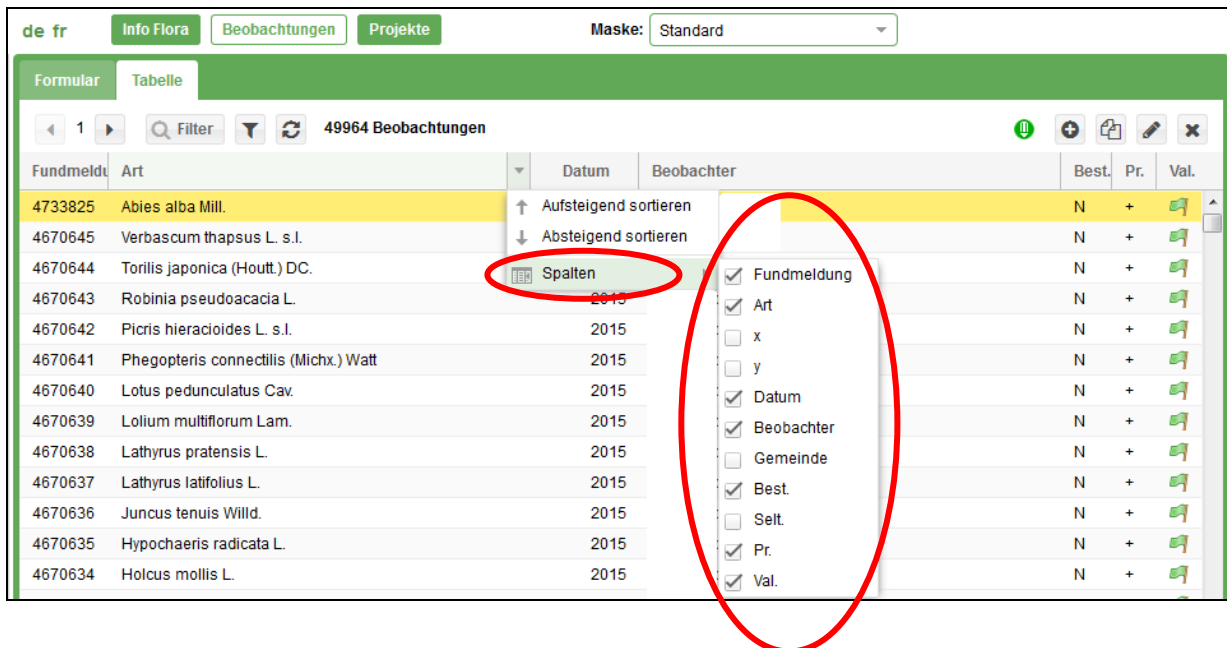 de fr Info Flora Beobachtungen Projekte Maske: Standard
Formular Tabelle
1 Filter 49964 Beobachtungen
Fundmeldu Art Datum Beobachter Best. Pr. Val.
4733825 Abies alba Mill. Aufsteigend sortieren N +
4670645 Verbascum thapsus L. s.l. Absteigend sortieren N +
4670644 Torilis japonica (Houtt.) DC. Spalten Fundmeldung N +
4670643 Robinia pseudoacacia L. 2015 Art N +
4670642 Picris hieracioides L. s.l. 2015 x N +
4670641 Phegopteris connectilis (Michx.) Watt 2015 y N +
4670640 Lotus pedunculatus Cav. 2015 Datum N +
4670639 Lolium multiflorum Lam. 2015 Beobachter N +
4670638 Lathyrus pratensis L. 2015 Gemeinde N +
4670637 Lathyrus latifolius L. 2015 Best. N +
4670636 Juncus tenuis Willd. 2015 Selt. N +
4670635 Hypochaeris radicata L. 2015 Pr. N +
4670634 Holcus mollis L. 2015 Val. N +